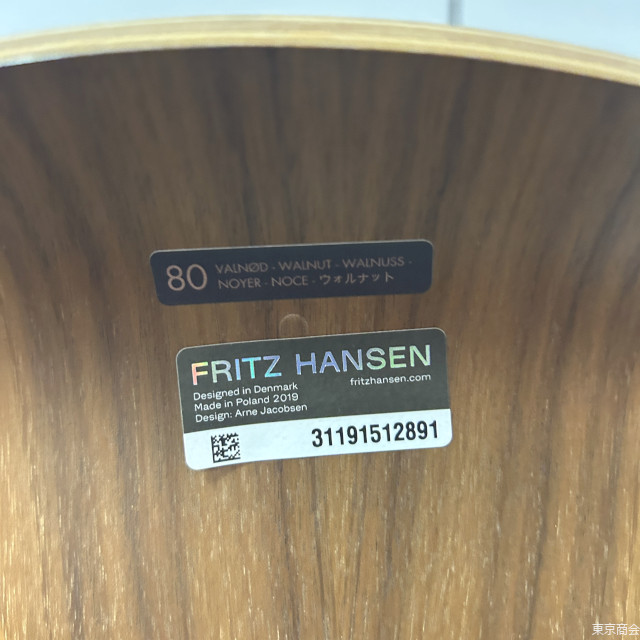 80 VALNØD - WALNUT - WALNUSS -
NOYER - NOCE - ウォルナット
FRITZ HANSEN
Designed in Denmark
fritzhansen.com
Made in Poland 2019
Design: Arne Jacobsen
31191512891
東京商会